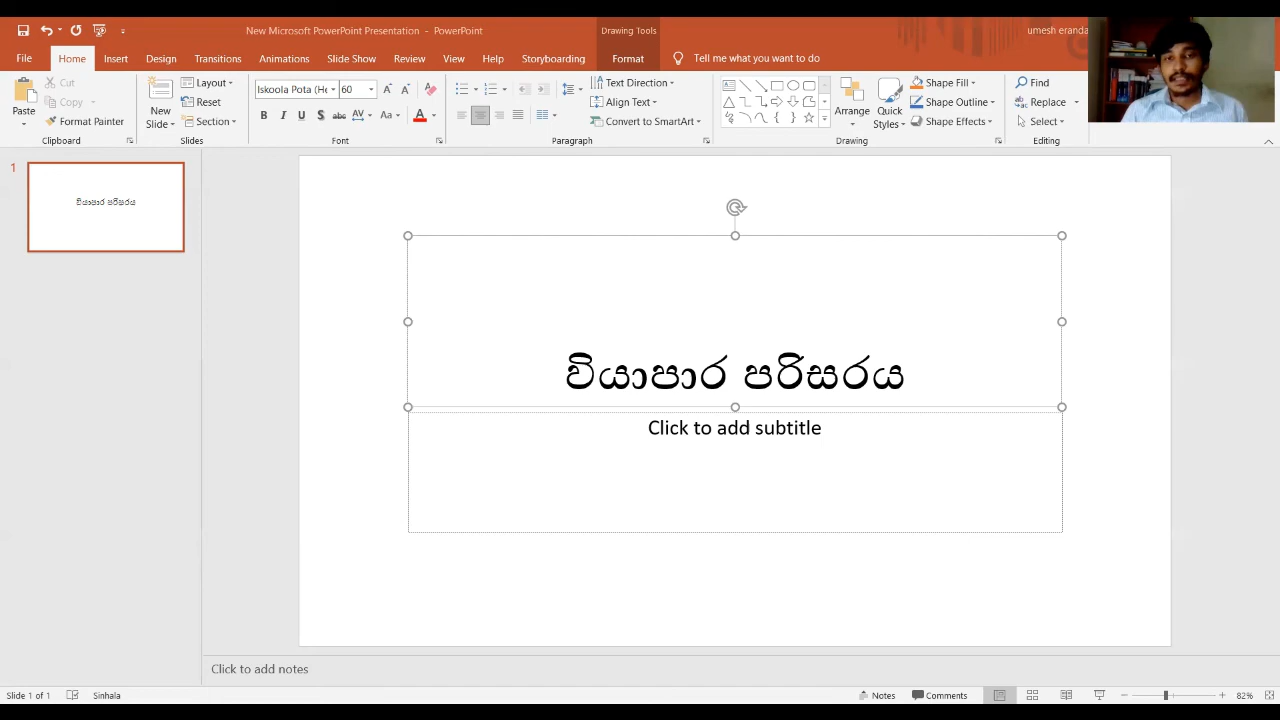 New Microsoft PowerPoint Presentation - PowerPoint
Drawing Tools
umesh eranda
File Home Insert Design Transitions Animations Slide Show Review View Help Storyboarding Format Tell me what you want to do
Paste
Cut
Copy
Format Painter
Clipboard
New Slide
Layout
Reset
Section
Slides
Iskoola Pota (He 60
B I U S abc AV Aa A
Font
Text Direction
Align Text
Convert to SmartArt
Paragraph
Arrange
Quick Styles
Shape Fill
Shape Outline
Shape Effects
Drawing
Find
Replace
Select
Editing
1
ව්‍යාපාර පරිසරය
වියාපාර පරිසරය
Click to add subtitle
Click to add notes
Slide 1 of 1 Sinhala Notes Comments 82%